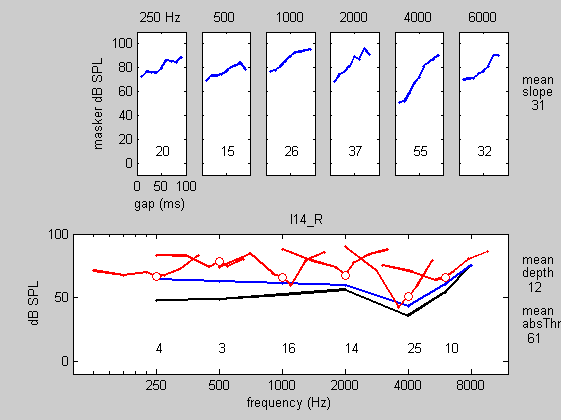 250 Hz 500 1000 2000 4000 6000
100
80
60
40
20
0
masker dB SPL
20 15 26 37 55 32
mean
slope
31
0 50 100
gap (ms)
I14_R
100
50
0
dB SPL
4 3 16 14 25 10
mean
depth
12
mean
absThr
61
250 500 1000 2000 4000 8000
frequency (Hz)